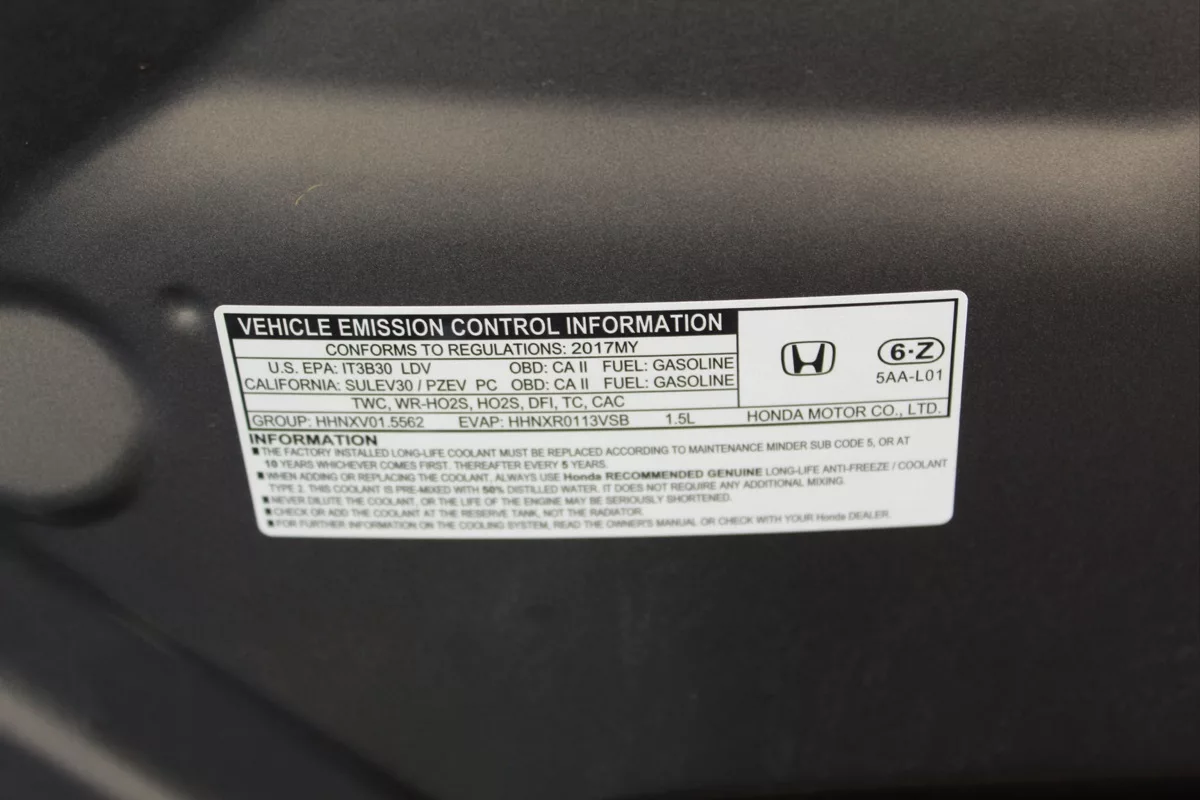 VEHICLE EMISSION CONTROL INFORMATION
CONFORMS TO REGULATIONS: 2017MY
U.S. EPA: IT3B30 LDV OBD: CA II FUEL: GASOLINE
CALIFORNIA: SULEV30 / PZEV PC OBD: CA II FUEL: GASOLINE
TWC, WR-HO2S, HO2S, DFI, TC, CAC
GROUP: HHNXV01.5562 EVAP: HHNXR0113VSB 1.5L
6·Z
5AA-L01
HONDA MOTOR CO., LTD.
INFORMATION
■THE FACTORY INSTALLED LONG-LIFE COOLANT MUST BE REPLACED ACCORDING TO MAINTENANCE MINDER SUB CODE 5, OR AT
10 YEARS WHICHEVER COMES FIRST. THEREAFTER EVERY 5 YEARS.
■WHEN ADDING OR REPLACING THE COOLANT, ALWAYS USE Honda RECOMMENDED GENUINE LONG-LIFE ANTI-FREEZE / COOLANT
TYPE 2. THIS COOLANT IS PRE-MIXED WITH 50% DISTILLED WATER. IT DOES NOT REQUIRE ANY ADDITIONAL MIXING.
■NEVER DILUTE THE COOLANT, OR THE LIFE OF THE ENGINE MAY BE SERIOUSLY SHORTENED.
■CHECK OR ADD THE COOLANT AT THE RESERVE TANK, NOT THE RADIATOR.
■FOR FURTHER INFORMATION ON THE COOLING SYSTEM, READ THE OWNER'S MANUAL OR CHECK WITH YOUR Honda DEALER.